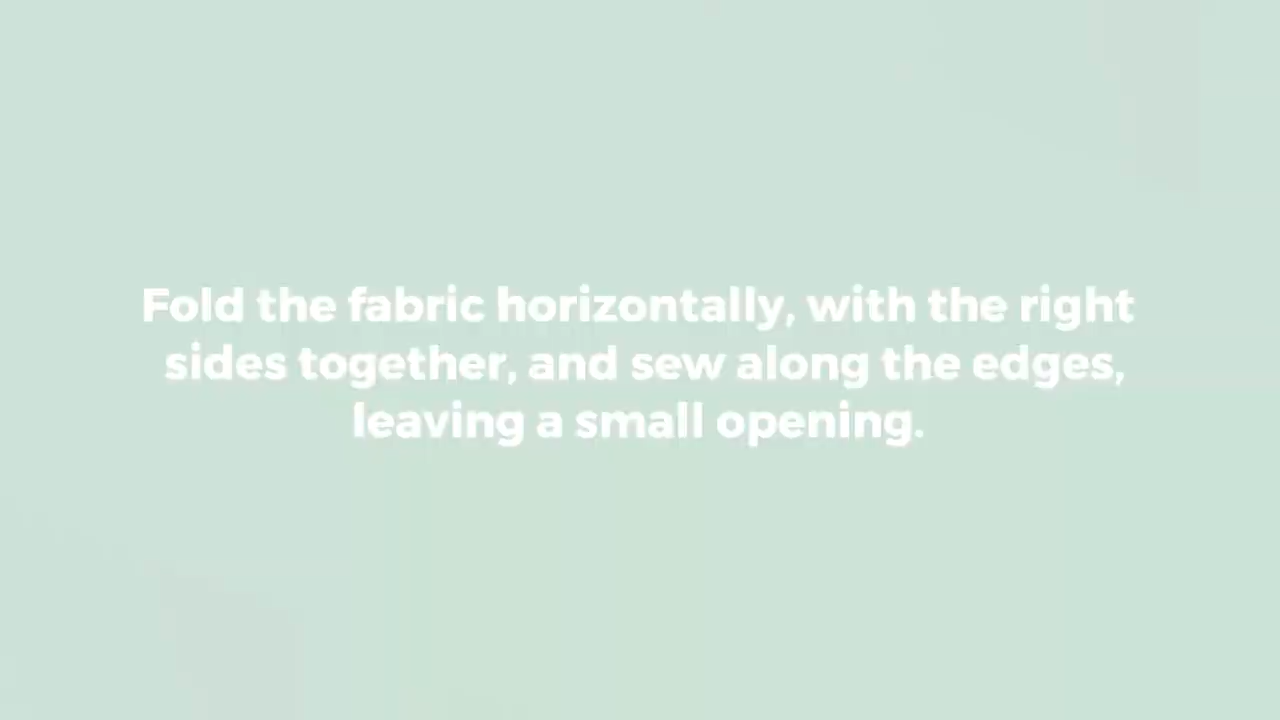 Fold the fabric horizontally, with the right
sides together, and sew along the edges,
leaving a small opening.